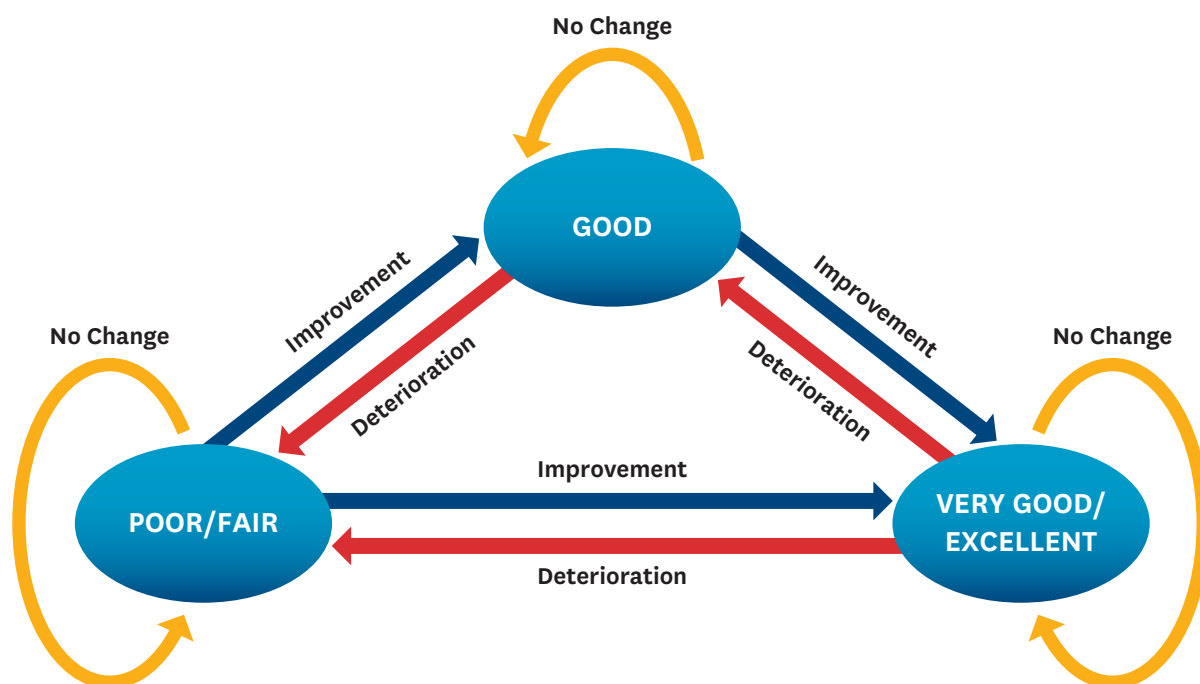 No Change
GOOD
Improvement
Improvement
Deterioration
Deterioration
No Change
No Change
Improvement
POOR/FAIR
VERY GOOD/
EXCELLENT
Deterioration